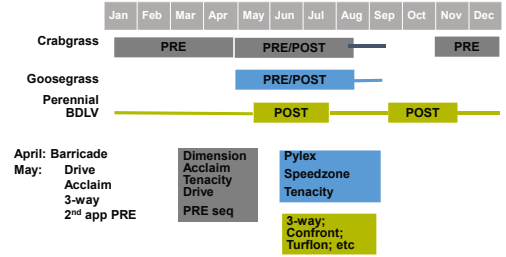 Jan Feb Mar Apr May Jun Jul Aug Sep Oct Nov Dec
Crabgrass PRE PRE/POST PRE
Goosegrass PRE/POST
Perennial
BDLV POST POST
April: Barricade
May: Drive
Acclaim
3-way
2nd app PRE
Dimension
Acclaim
Tenacity
Drive
PRE seq
Pylex
Speedzone
Tenacity
3-way;
Confront;
Turflon; etc